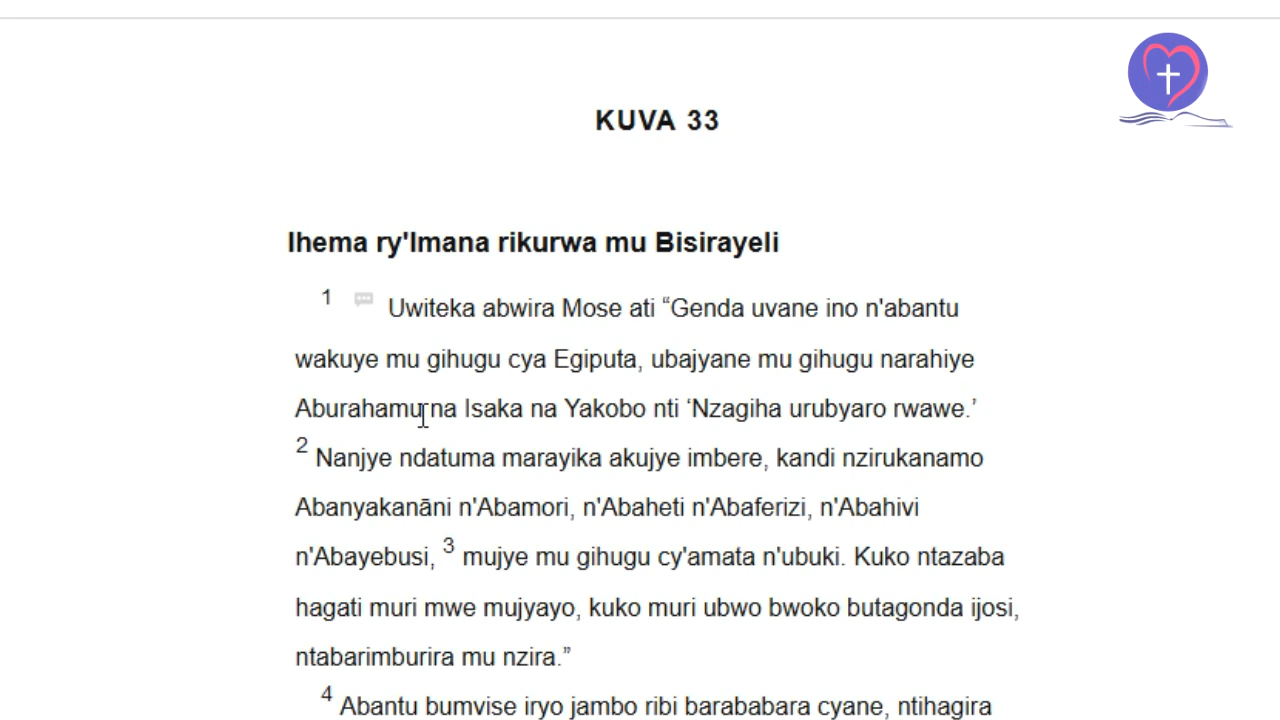 KUVA 33
Ihema ry'Imana rikurwa mu Bisirayeli
1 Uwiteka abwira Mose ati “Genda uvane ino n'abantu
wakuye mu gihugu cya Egiputa, ubajyane mu gihugu narahiye
Aburahamu na Isaka na Yakobo nti ‘Nzagiha urubyaro rwawe.’
2 Nanjye ndatuma marayika akujye imbere, kandi nzirukanamo
Abanyakanāni n'Abamori, n'Abaheti n'Abaferizi, n'Abahivi
n'Abayebusi, 3 mujye mu gihugu cy'amata n'ubuki. Kuko ntazaba
hagati muri mwe mujyayo, kuko muri ubwo bwoko butagonda ijosi,
ntabarimburira mu nzira.”
4 Abantu bumvise iryo jambo ribi barababara cyane, ntihagira